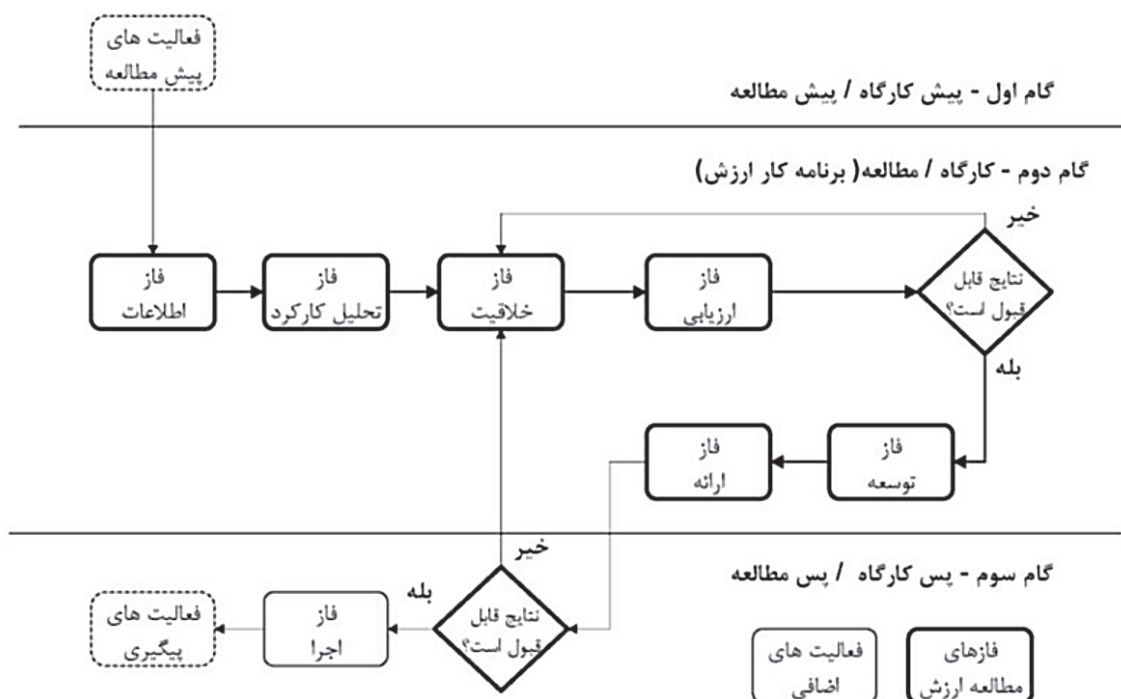 فعالیت های
پیش مطالعه
گام اول - پیش کارگاه / پیش مطالعه
گام دوم - کارگاه / مطالعه( برنامه کار ارزش)
خیر
فاز
اطلاعات
فاز
تحلیل کارکرد
فاز
خلاقیت
فاز
ارزیابی
نتایج قابل
قبول است؟
بله
فاز
توسعه
فاز
ارائه
گام سوم - پس کارگاه / پس مطالعه
خیر
نتایج قابل
قبول است؟
بله
فاز
اجرا
فعالیت های
پیگیری
فازهای
مطالعه ارزش
فعالیت های
اضافی